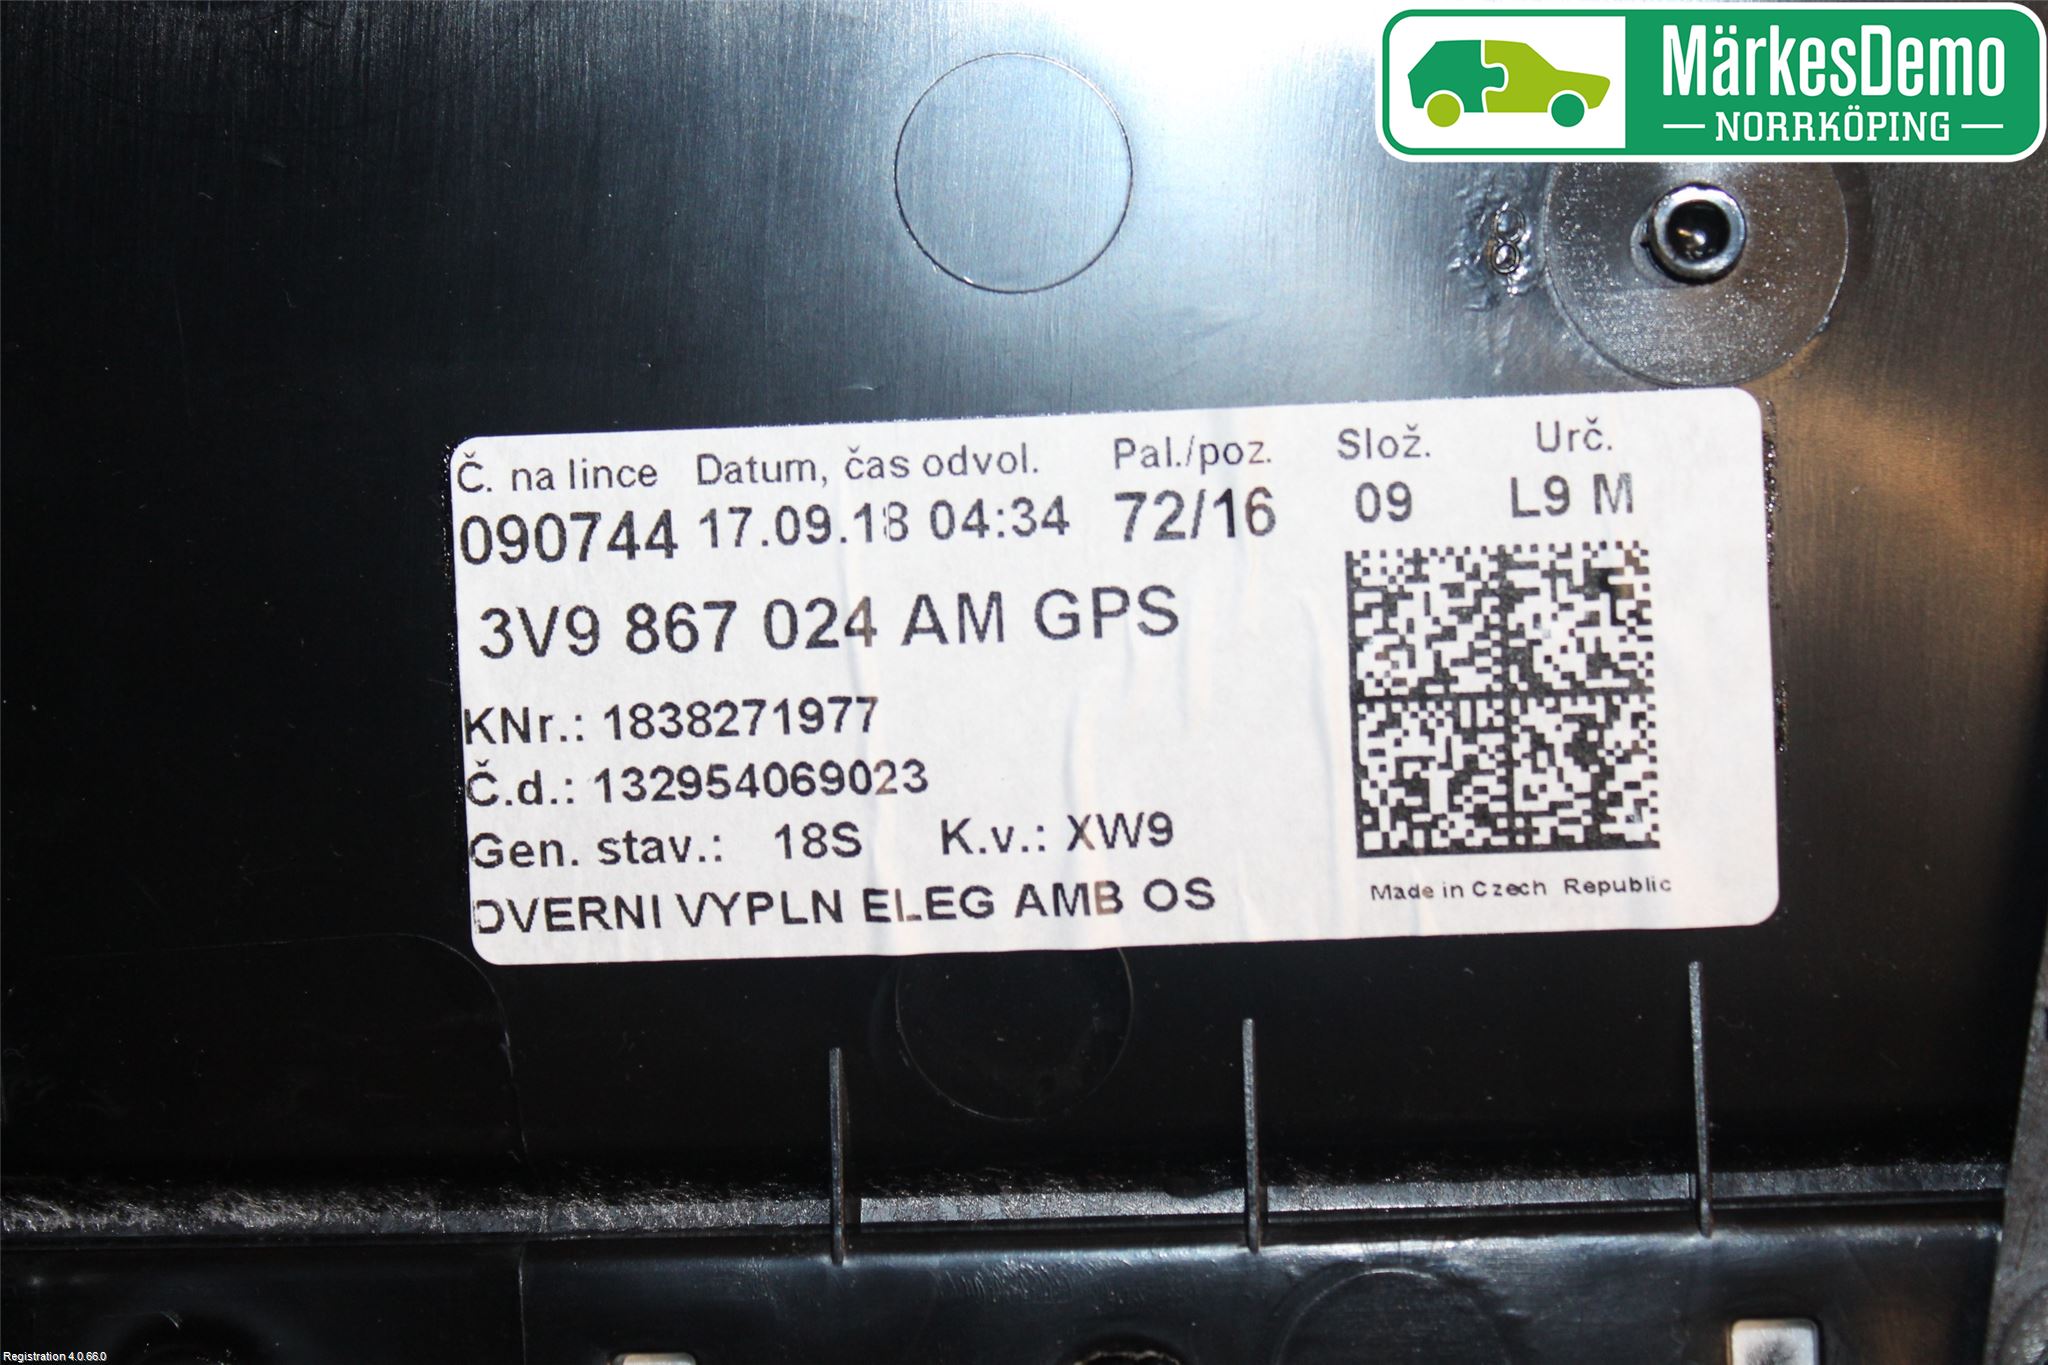 MärkesDemo
NORRKÖPING
Č. na lince Datum, čas odvol. Pal./poz. Slož. Urč.
090744 17.09.18 04:34 72/16 09 L9 M
3V9 867 024 AM GPS
KNr.: 1838271977
Č.d.: 132954069023
Gen. stav.: 18S K.v.: XW9
DVERNI VYPLN ELEG AMB OS
Made in Czech Republic
Registration 4.0.66.0